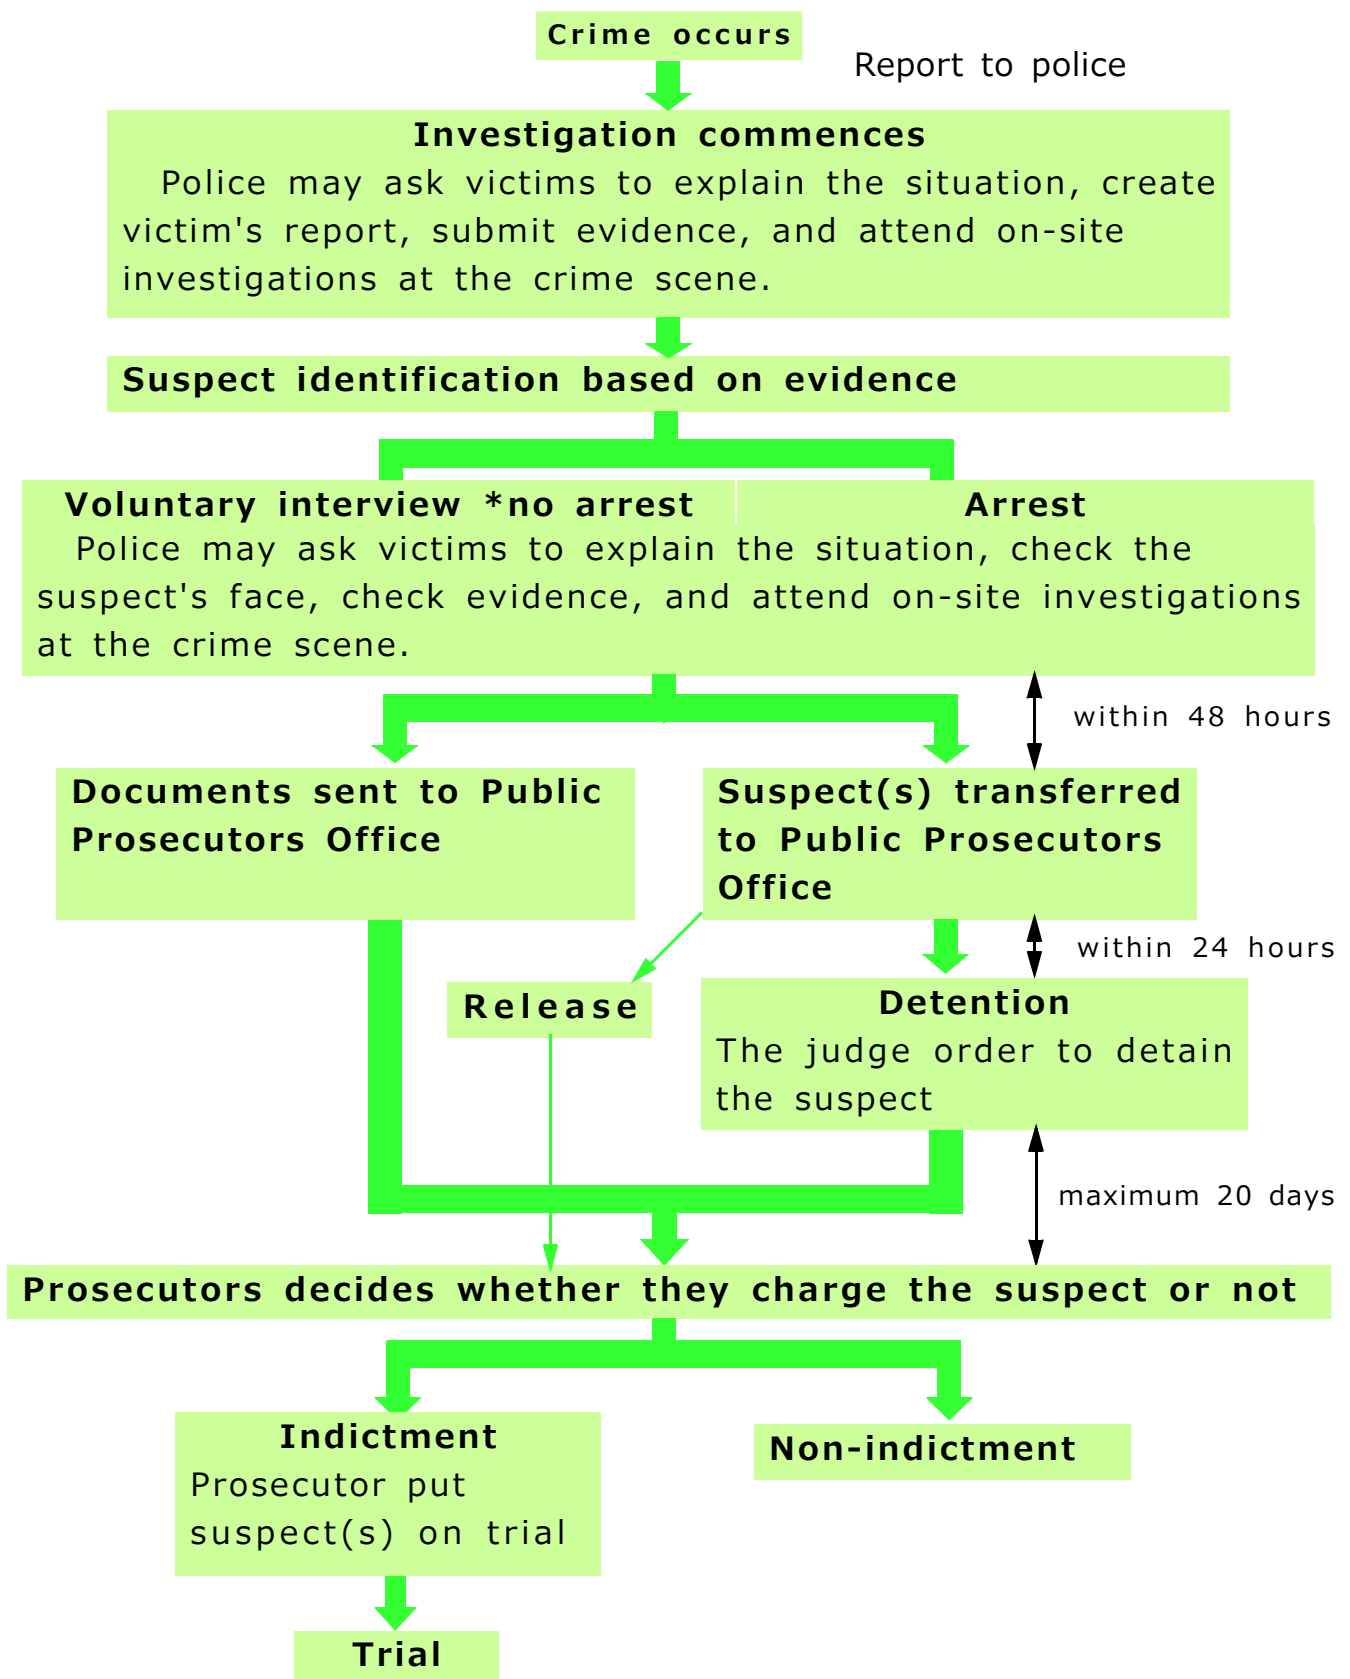 Crime occurs
Report to police
Investigation commences
Police may ask victims to explain the situation, create
victim's report, submit evidence, and attend on-site
investigations at the crime scene.
Suspect identification based on evidence
Voluntary interview *no arrest
Arrest
Police may ask victims to explain the situation, check the
suspect's face, check evidence, and attend on-site investigations
at the crime scene.
within 48 hours
Documents sent to Public
Prosecutors Office
Suspect(s) transferred
to Public Prosecutors
Office
within 24 hours
Release
Detention
The judge order to detain
the suspect
maximum 20 days
Prosecutors decides whether they charge the suspect or not
Indictment
Prosecutor put
suspect(s) on trial
Non-indictment
Trial